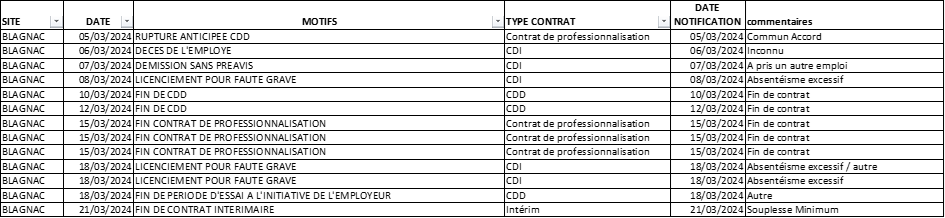 SITE DATE MOTIFS TYPE CONTRAT DATE NOTIFICATION commentaires
BLAGNAC 05/03/2024 RUPTURE ANTICIPEE CDD Contrat de professionnalisation 05/03/2024 Commun Accord
BLAGNAC 06/03/2024 DECES DE L'EMPLOYE CDI 06/03/2024 Inconnu
BLAGNAC 07/03/2024 DEMISSION SANS PREAVIS CDI 07/03/2024 A pris un autre emploi
BLAGNAC 08/03/2024 LICENCIEMENT POUR FAUTE GRAVE CDI 08/03/2024 Absentéisme excessif
BLAGNAC 10/03/2024 FIN DE CDD CDD 10/03/2024 Fin de contrat
BLAGNAC 12/03/2024 FIN DE CDD CDD 12/03/2024 Fin de contrat
BLAGNAC 15/03/2024 FIN CONTRAT DE PROFESSIONNALISATION Contrat de professionnalisation 15/03/2024 Fin de contrat
BLAGNAC 15/03/2024 FIN CONTRAT DE PROFESSIONNALISATION Contrat de professionnalisation 15/03/2024 Fin de contrat
BLAGNAC 15/03/2024 FIN CONTRAT DE PROFESSIONNALISATION Contrat de professionnalisation 15/03/2024 Fin de contrat
BLAGNAC 18/03/2024 LICENCIEMENT POUR FAUTE GRAVE CDI 18/03/2024 Absentéisme excessif / autre
BLAGNAC 18/03/2024 LICENCIEMENT POUR FAUTE GRAVE CDI 18/03/2024 Absentéisme excessif
BLAGNAC 18/03/2024 FIN DE PERIODE D'ESSAI A L'INITIATIVE DE L'EMPLOYEUR CDD 18/03/2024 Autre
BLAGNAC 21/03/2024 FIN DE CONTRAT INTERIMAIRE Intérim 21/03/2024 Souplesse Minimum